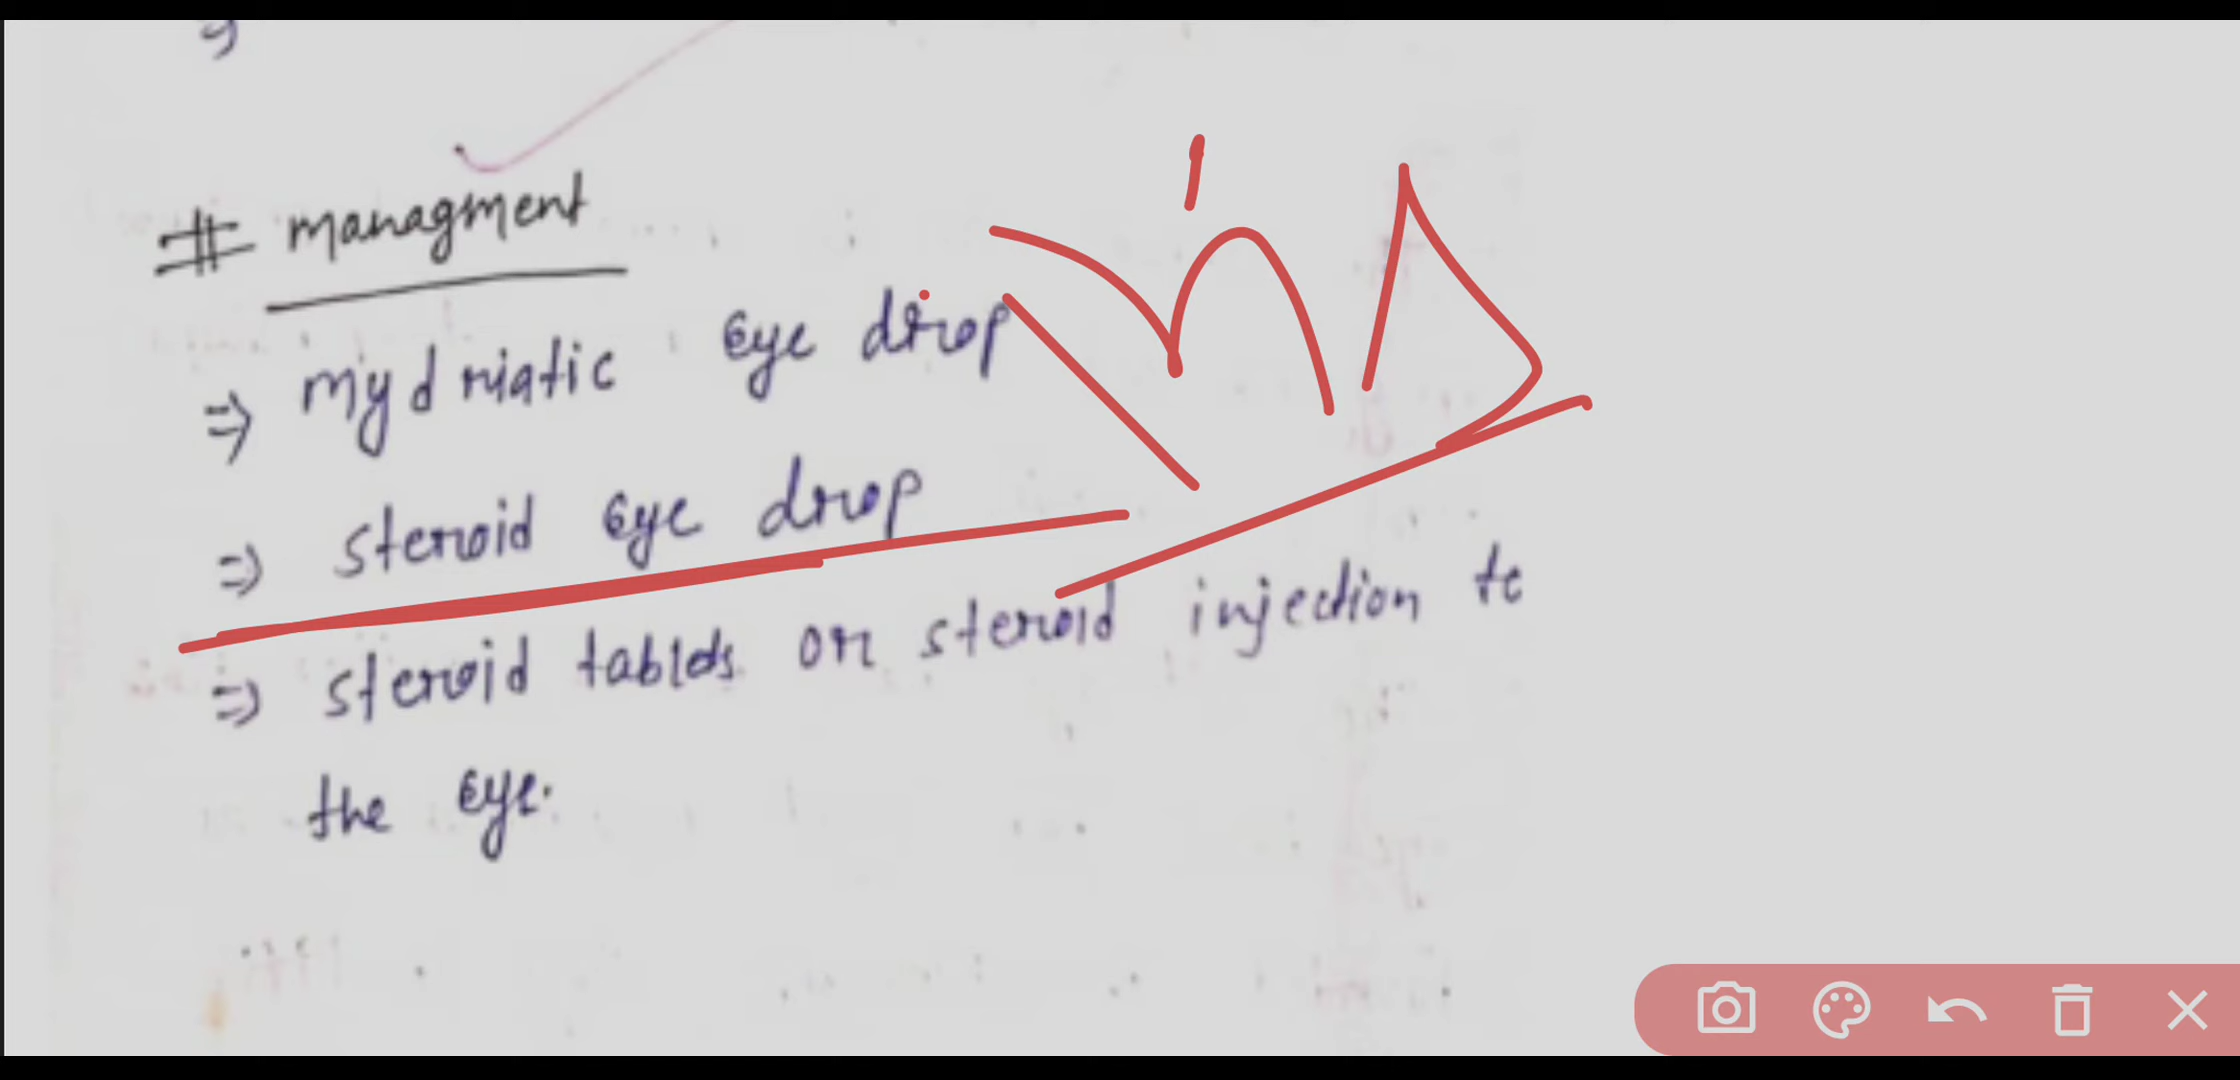 # managment
⇒ mydriatic eye drop
⇒ steroid eye drop
⇒ steroid tablets or steroid injection to
the eye.